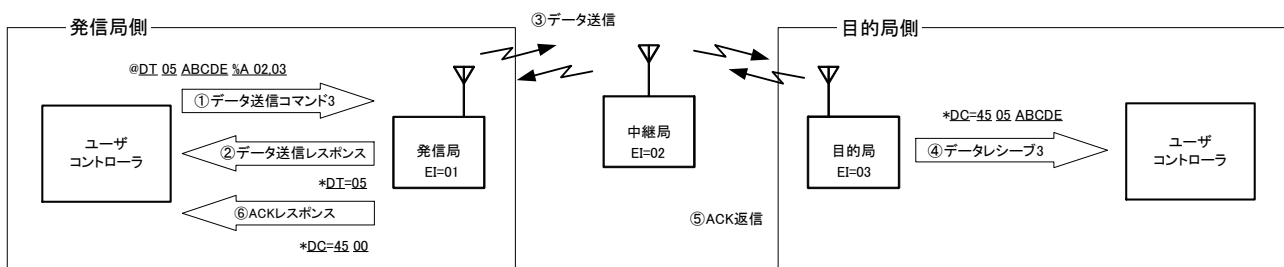 発信局側
③データ送信
目的局側
@DT 05 ABCDE %A 02,03
①データ送信コマンド3
ユーザ
コントローラ
②データ送信レスポンス
*DT=05
⑥ACKレスポンス
*DC=45 00
発信局
EI=01
中継局
EI=02
⑤ACK返信
目的局
EI=03
*DC=45 05 ABCDE
④データレシーブ3
ユーザ
コントローラ